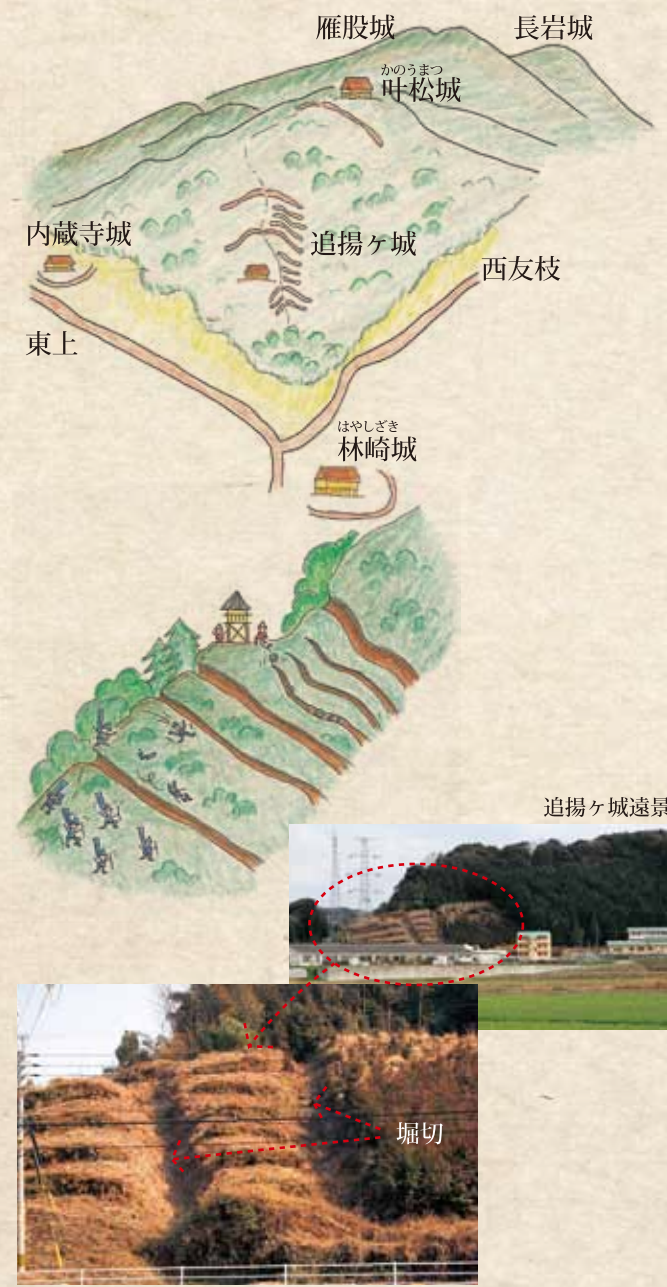 雁股城
長岩城
かのうまつ
叶松城
内蔵寺城
追揚ケ城
西友枝
東上
はやしざき
林崎城
追揚ケ城遠景
堀切